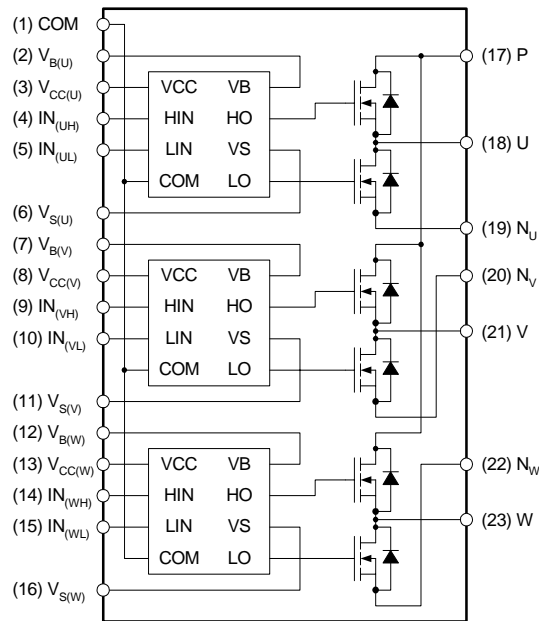 (1) COM
(2) VB(U)
(3) VCC(U)
(4) IN(UH)
(5) IN(UL)
(6) VS(U)
(7) VB(V)
(8) VCC(V)
(9) IN(VH)
(10) IN(VL)
(11) VS(V)
(12) VB(W)
(13) VCC(W)
(14) IN(WH)
(15) IN(WL)
(16) VS(W)
VCC VB
HIN HO
LIN VS
COM LO
VCC VB
HIN HO
LIN VS
COM LO
VCC VB
HIN HO
LIN VS
COM LO
(17) P
(18) U
(19) NU
(20) NV
(21) V
(22) NW
(23) W